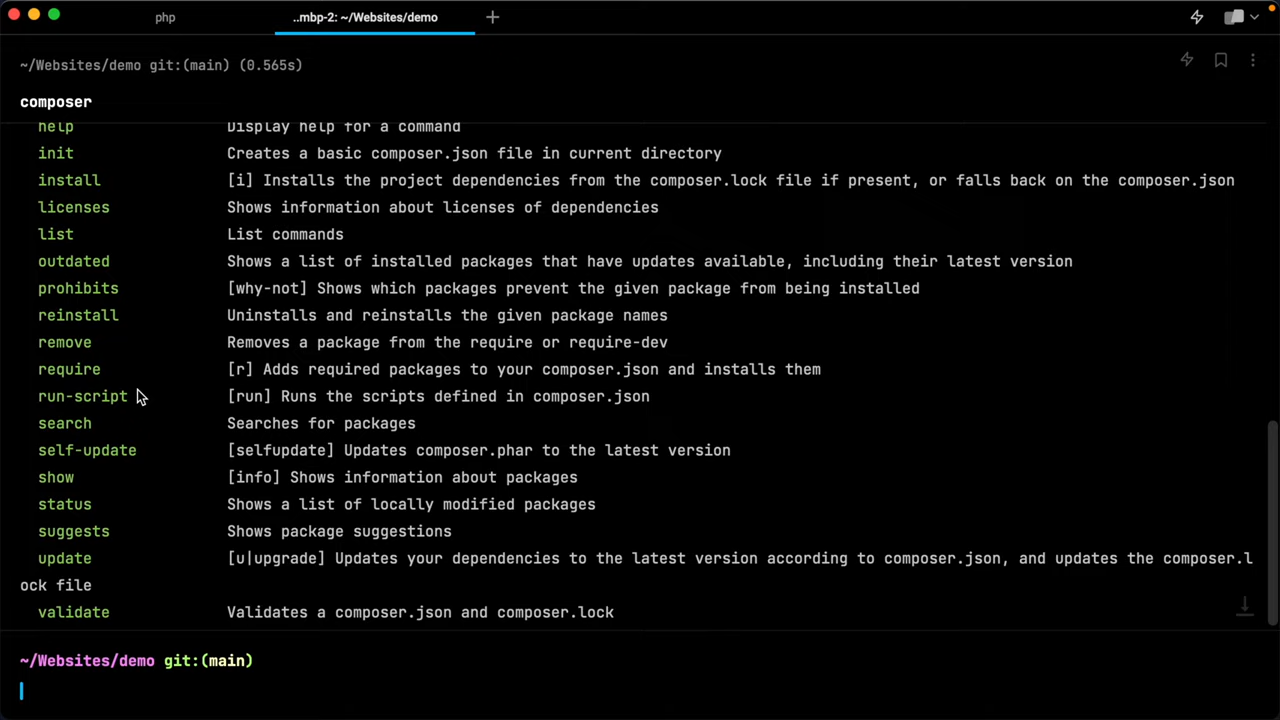 php
..mbp-2: ~/Websites/demo
~/Websites/demo git:(main) (0.565s)
composer
help Display help for a command
init Creates a basic composer.json file in current directory
install [i] Installs the project dependencies from the composer.lock file if present, or falls back on the composer.json
licenses Shows information about licenses of dependencies
list List commands
outdated Shows a list of installed packages that have updates available, including their latest version
prohibits [why-not] Shows which packages prevent the given package from being installed
reinstall Uninstalls and reinstalls the given package names
remove Removes a package from the require or require-dev
require [r] Adds required packages to your composer.json and installs them
run-script [run] Runs the scripts defined in composer.json
search Searches for packages
self-update [selfupdate] Updates composer.phar to the latest version
show [info] Shows information about packages
status Shows a list of locally modified packages
suggests Shows package suggestions
update [u|upgrade] Updates your dependencies to the latest version according to composer.json, and updates the composer.l
ock file
validate Validates a composer.json and composer.lock
~/Websites/demo git:(main)